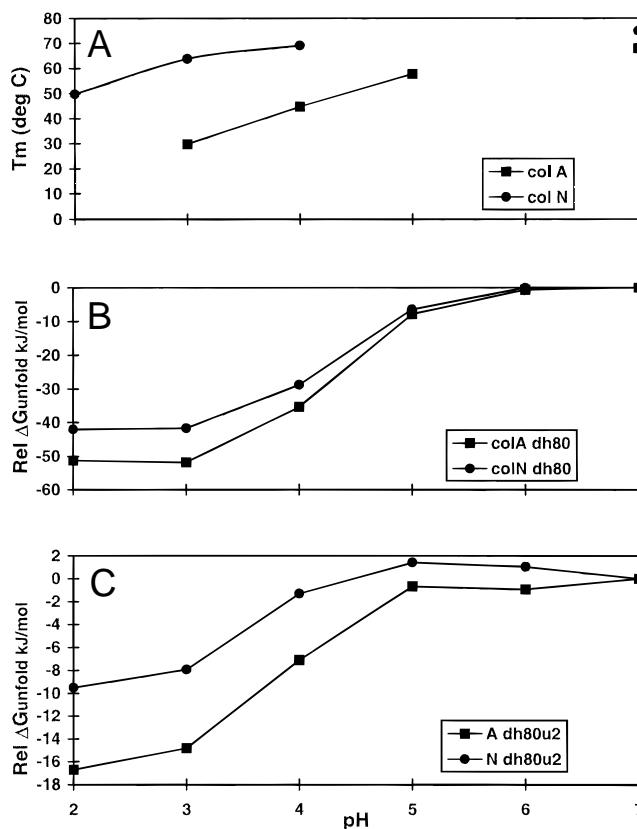 A
80
70
60
50
40
30
20
10
0
Tm (deg C)
col A
col N
B
0
-10
-20
-30
-40
-50
-60
Rel ΔGunfold kJ/mol
colA dh80
colN dh80
C
2
0
-2
-4
-6
-8
-10
-12
-14
-16
-18
Rel ΔGunfold kJ/mol
A dh80u2
N dh80u2
2 3 4 5 6 7
pH